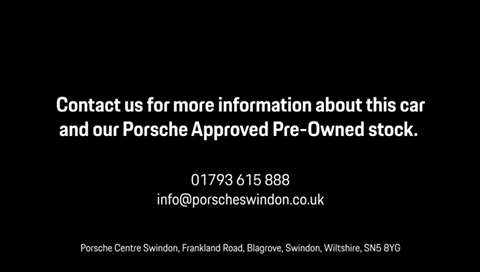 Contact us for more information about this car
and our Porsche Approved Pre-Owned stock.
01793 615 888
info@porscheswindon.co.uk
Porsche Centre Swindon, Frankland Road, Blagrove, Swindon, Wiltshire, SN5 8YG